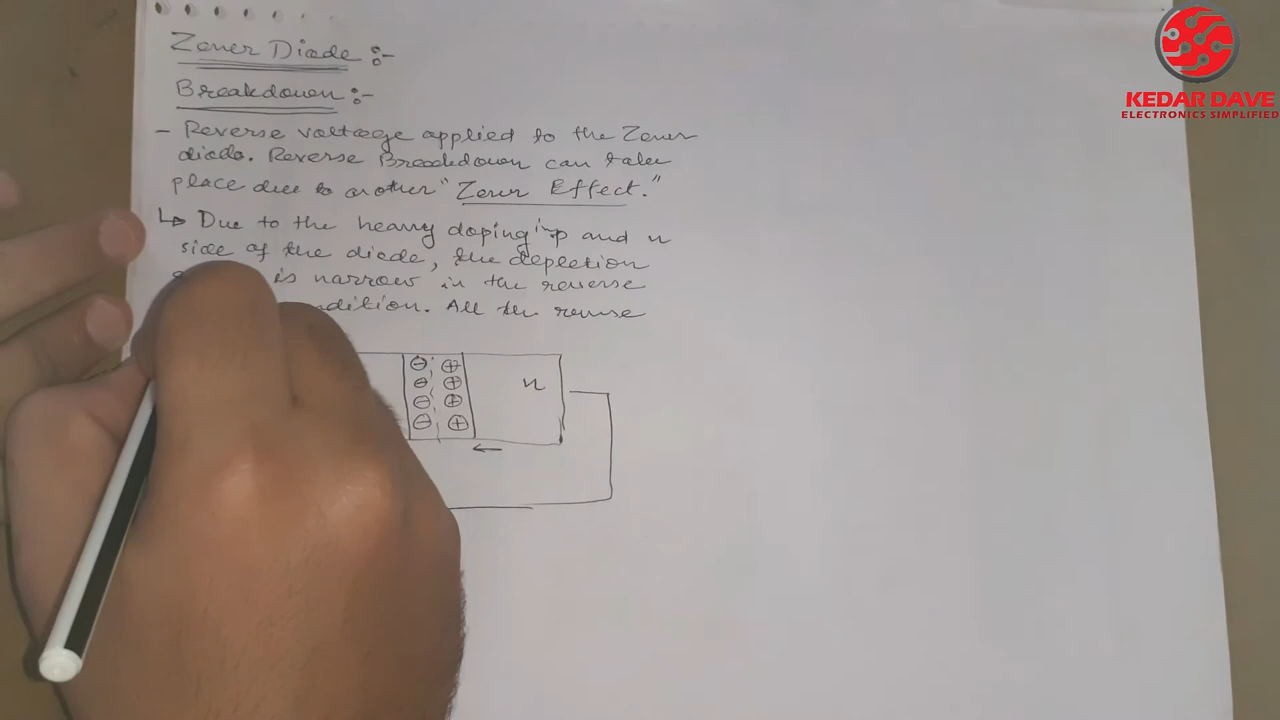 Zener Diode :-
Breakdown :-
- Reverse voltage applied to the Zener
diode. Reverse Breakdown can take
place due to another "Zener Effect."
↳ Due to the heavy doping in p and n
side of the diode, the depletion
is narrow in the reverse
All the reverse
n
KEDAR DAVE
ELECTRONICS SIMPLIFIED